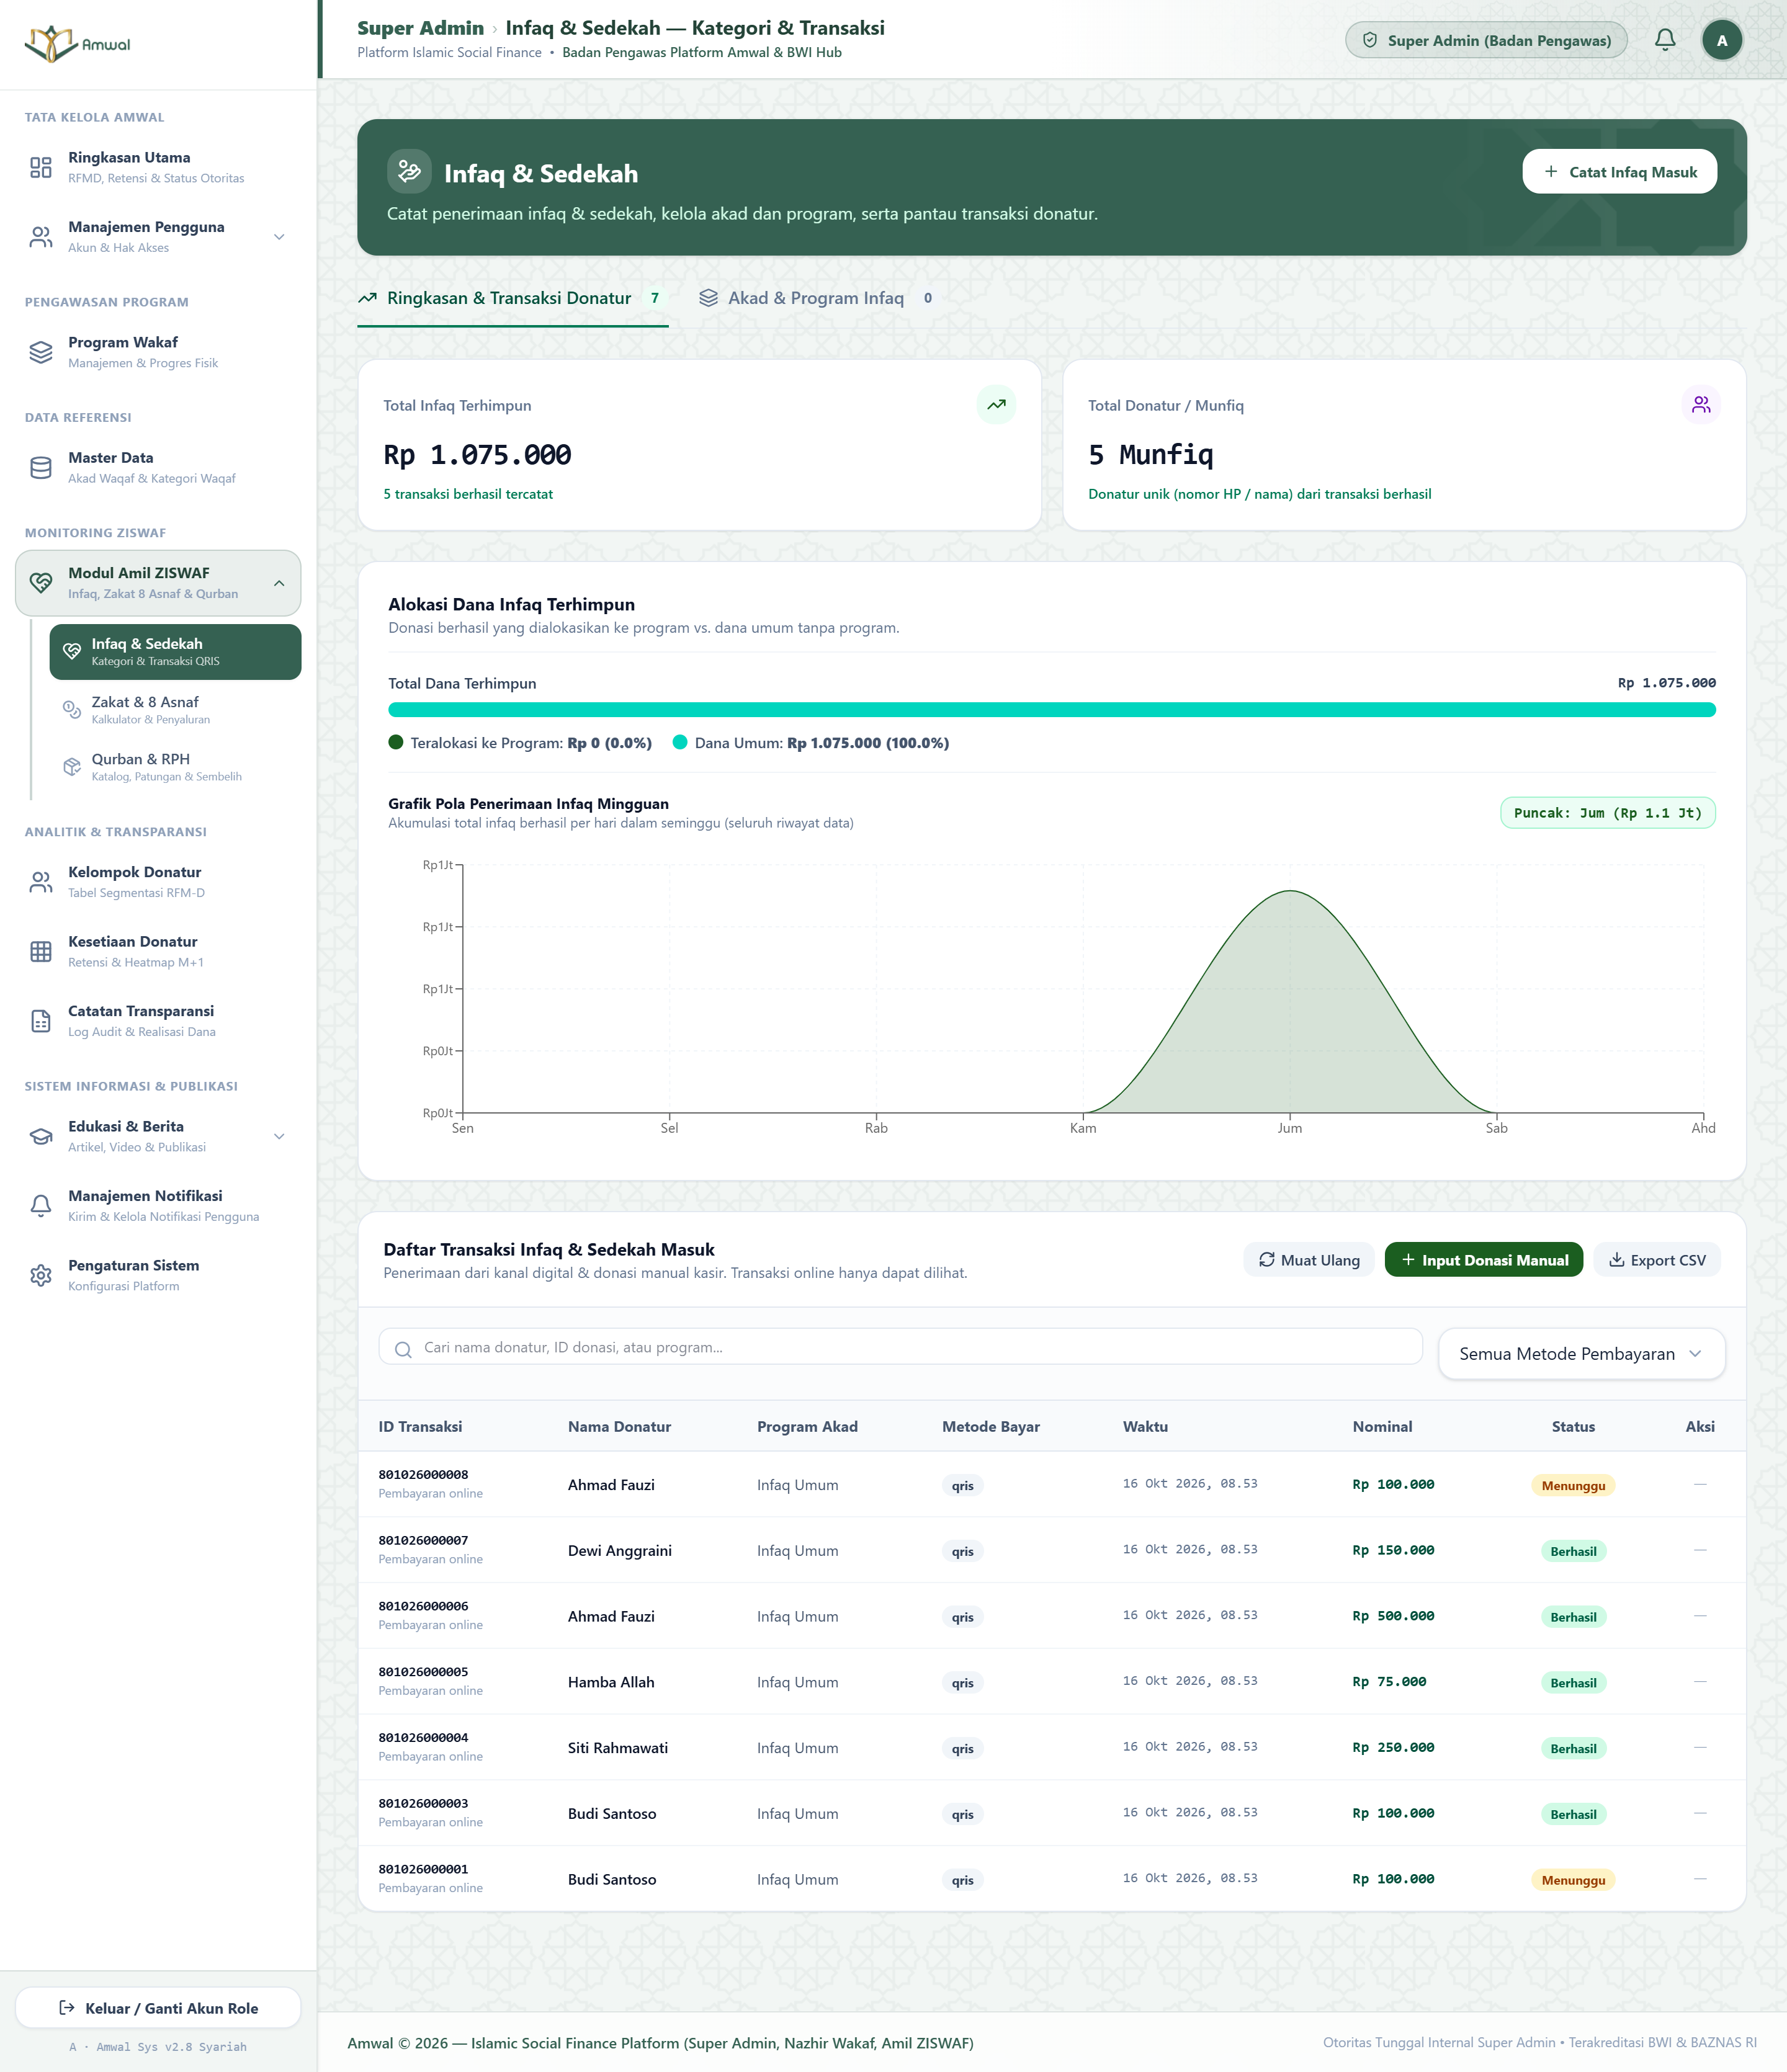 Amwal
TATA KELOLA AMWAL
Ringkasan Utama
RFMD, Retensi & Status Otoritas
Manajemen Pengguna
Akun & Hak Akses
PENGAWASAN PROGRAM
Program Wakaf
Manajemen & Progres Fisik
DATA REFERENSI
Master Data
Akad Waqaf & Kategori Waqaf
MONITORING ZISWAF
Modul Amil ZISWAF
Infaq, Zakat 8 Asnaf & Qurban
Infaq & Sedekah
Kategori & Transaksi QRIS
Zakat & 8 Asnaf
Kalkulator & Penyaluran
Qurban & RPH
Katalog, Patungan & Sembelih
ANALITIK & TRANSPARANSI
Kelompok Donatur
Tabel Segmentasi RFM-D
Kesetiaan Donatur
Retensi & Heatmap M+1
Catatan Transparansi
Log Audit & Realisasi Dana
SISTEM INFORMASI & PUBLIKASI
Edukasi & Berita
Artikel, Video & Publikasi
Manajemen Notifikasi
Kirim & Kelola Notifikasi Pengguna
Pengaturan Sistem
Konfigurasi Platform
Keluar / Ganti Akun Role
A · Amwal Sys v2.8 Syariah
Super Admin › Infaq & Sedekah — Kategori & Transaksi
Platform Islamic Social Finance • Badan Pengawas Platform Amwal & BWI Hub
Super Admin (Badan Pengawas)
A
Infaq & Sedekah
Catat penerimaan infaq & sedekah, kelola akad dan program, serta pantau transaksi donatur.
+ Catat Infaq Masuk
Ringkasan & Transaksi Donatur 7
Akad & Program Infaq 0
Total Infaq Terhimpun
Rp 1.075.000
5 transaksi berhasil tercatat
Total Donatur / Munfiq
5 Munfiq
Donatur unik (nomor HP / nama) dari transaksi berhasil
Alokasi Dana Infaq Terhimpun
Donasi berhasil yang dialokasikan ke program vs. dana umum tanpa program.
Total Dana Terhimpun Rp 1.075.000
Teralokasi ke Program: Rp 0 (0.0%) Dana Umum: Rp 1.075.000 (100.0%)
Grafik Pola Penerimaan Infaq Mingguan
Akumulasi total infaq berhasil per hari dalam seminggu (seluruh riwayat data)
Puncak: Jum (Rp 1.1 Jt)
Rp1Jt
Rp1Jt
Rp1Jt
Rp0Jt
Rp0Jt
Sen Sel Rab Kam Jum Sab Ahd
Daftar Transaksi Infaq & Sedekah Masuk
Penerimaan dari kanal digital & donasi manual kasir. Transaksi online hanya dapat dilihat.
Muat Ulang
+ Input Donasi Manual
Export CSV
Cari nama donatur, ID donasi, atau program...
Semua Metode Pembayaran
ID Transaksi Nama Donatur Program Akad Metode Bayar Waktu Nominal Status Aksi
801026000008 Ahmad Fauzi Infaq Umum qris 16 Okt 2026, 08.53 Rp 100.000 Menunggu —
Pembayaran online
801026000007 Dewi Anggraini Infaq Umum qris 16 Okt 2026, 08.53 Rp 150.000 Berhasil —
Pembayaran online
801026000006 Ahmad Fauzi Infaq Umum qris 16 Okt 2026, 08.53 Rp 500.000 Berhasil —
Pembayaran online
801026000005 Hamba Allah Infaq Umum qris 16 Okt 2026, 08.53 Rp 75.000 Berhasil —
Pembayaran online
801026000004 Siti Rahmawati Infaq Umum qris 16 Okt 2026, 08.53 Rp 250.000 Berhasil —
Pembayaran online
801026000003 Budi Santoso Infaq Umum qris 16 Okt 2026, 08.53 Rp 100.000 Berhasil —
Pembayaran online
801026000001 Budi Santoso Infaq Umum qris 16 Okt 2026, 08.53 Rp 100.000 Menunggu —
Pembayaran online
Amwal © 2026 — Islamic Social Finance Platform (Super Admin, Nazhir Wakaf, Amil ZISWAF)
Otoritas Tunggal Internal Super Admin • Terakreditasi BWI & BAZNAS RI